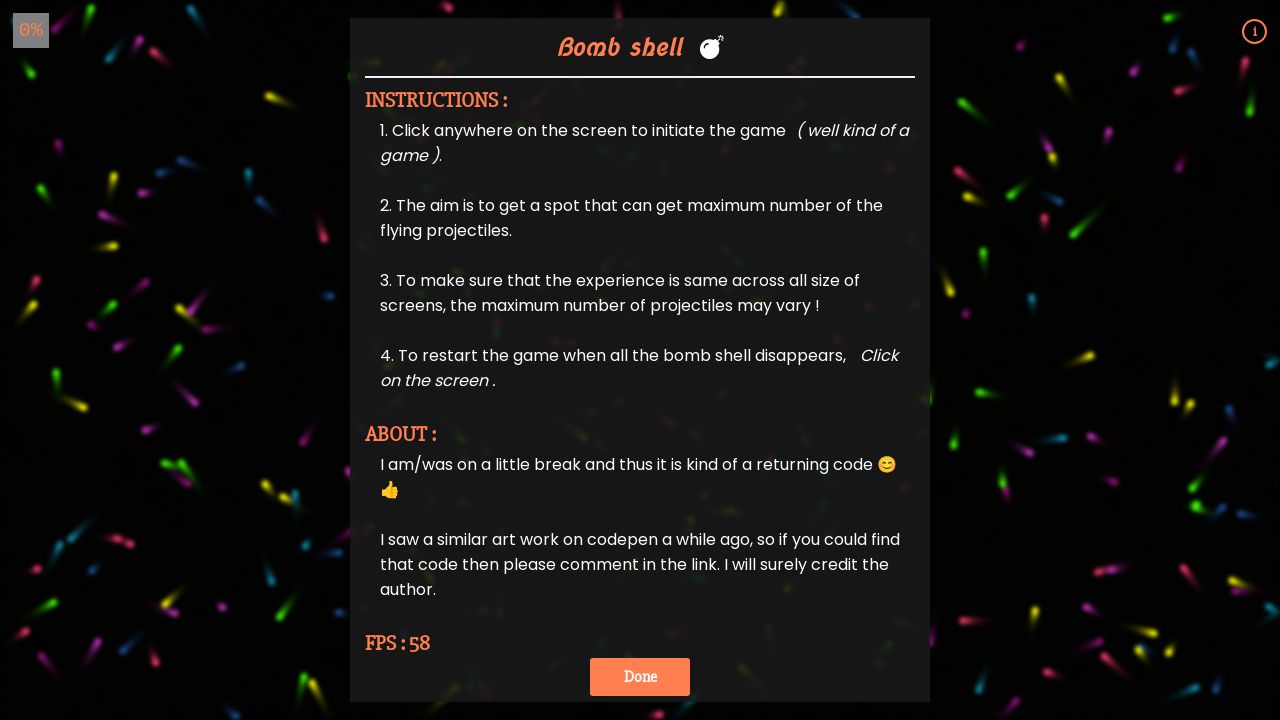 0%
i
Bomb shell 💣
INSTRUCTIONS :
1. Click anywhere on the screen to initiate the game ( well kind of a
game ).
2. The aim is to get a spot that can get maximum number of the
flying projectiles.
3. To make sure that the experience is same across all size of
screens, the maximum number of projectiles may vary !
4. To restart the game when all the bomb shell disappears, Click
on the screen .
ABOUT :
I am/was on a little break and thus it is kind of a returning code 😊
👍
I saw a similar art work on codepen a while ago, so if you could find
that code then please comment in the link. I will surely credit the
author.
FPS : 58
Done